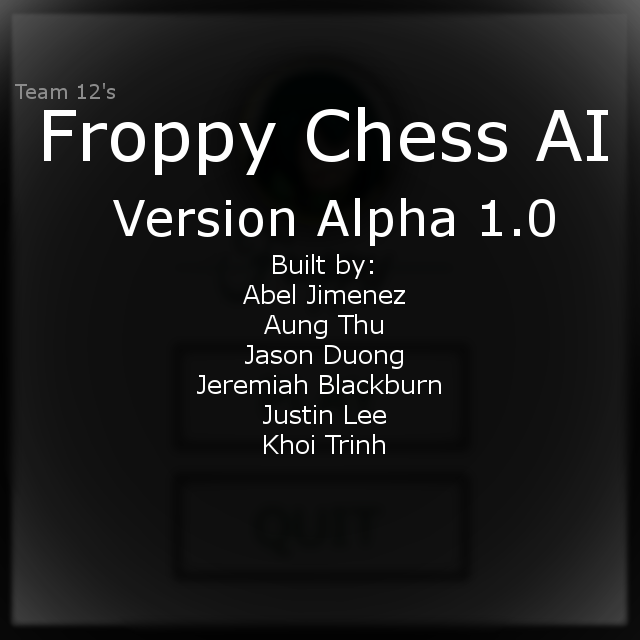 Team 12's
Froppy Chess AI
Version Alpha 1.0
Built by:
Abel Jimenez
Aung Thu
Jason Duong
Jeremiah Blackburn
Justin Lee
Khoi Trinh
QUIT